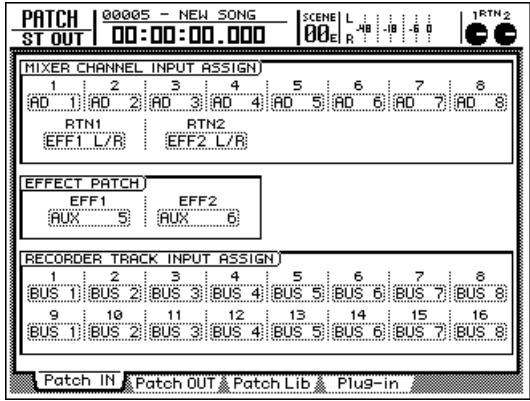 PATCH 00005 - NEW SONG SCENE L 1RTN2
ST OUT 00:00:00.000 00E R -48 -18 -6 0
MIXER CHANNEL INPUT ASSIGN
1 2 3 4 5 6 7 8
AD 1 AD 2 AD 3 AD 4 AD 5 AD 6 AD 7 AD 8
RTN1 RTN2
EFF1 L/R EFF2 L/R
EFFECT PATCH
EFF1 EFF2
AUX 5 AUX 6
RECORDER TRACK INPUT ASSIGN
1 2 3 4 5 6 7 8
BUS 1 BUS 2 BUS 3 BUS 4 BUS 5 BUS 6 BUS 7 BUS 8
9 10 11 12 13 14 15 16
BUS 1 BUS 2 BUS 3 BUS 4 BUS 5 BUS 6 BUS 7 BUS 8
Patch IN Patch OUT Patch Lib Plug-in